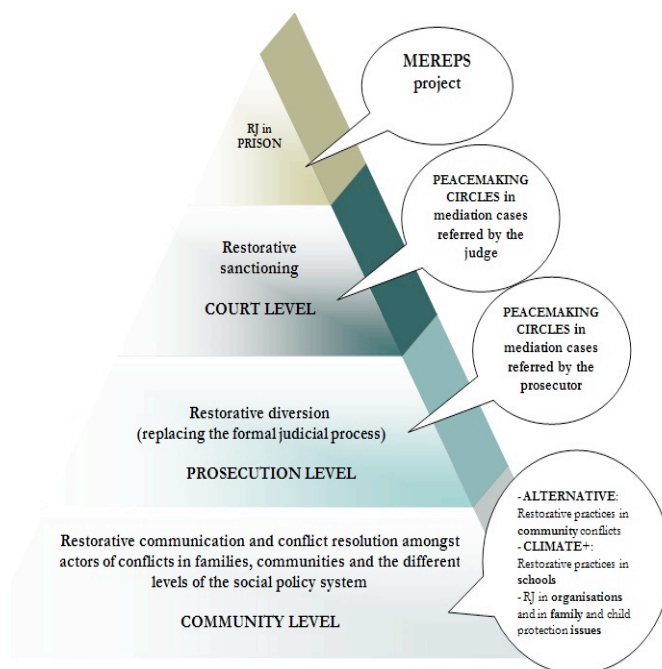 MEREPS
project
RJ in
PRISON
PEACEMAKING
CIRCLES in
mediation cases
referred by the
judge
Restorative
sanctioning
COURT LEVEL
PEACEMAKING
CIRCLES in
mediation cases
referred by the
prosecutor
Restorative diversion
(replacing the formal judicial process)
PROSECUTION LEVEL
- ALTERNATIVE:
Restorative practices in
community conflicts
- CLIMATE+:
Restorative practices in
schools
- RJ in organisations
and in family and child
protection issues
Restorative communication and conflict resolution amongst
actors of conflicts in families, communities and the different
levels of the social policy system
COMMUNITY LEVEL